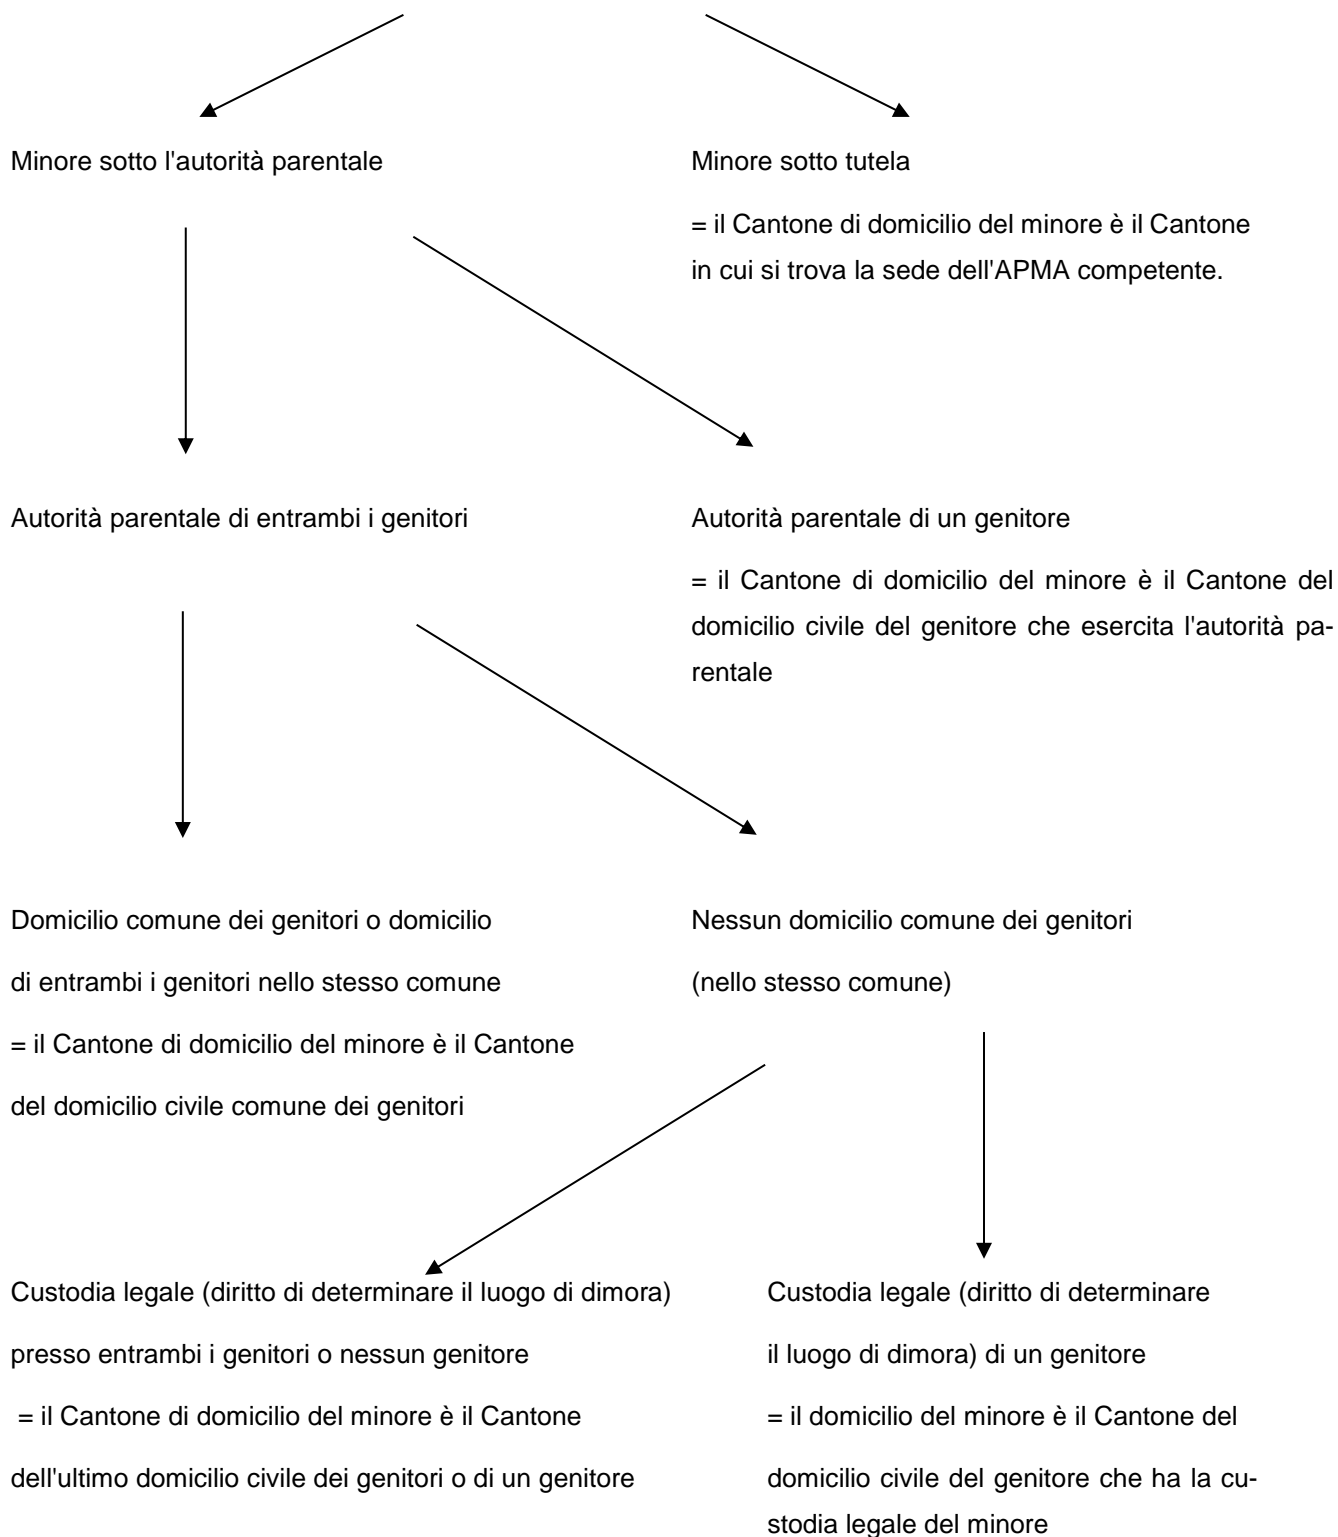 Minore sotto l'autorità parentale
Minore sotto tutela
= il Cantone di domicilio del minore è il Cantone
in cui si trova la sede dell'APMA competente.
Autorità parentale di entrambi i genitori
Autorità parentale di un genitore
= il Cantone di domicilio del minore è il Cantone del
domicilio civile del genitore che esercita l'autorità pa-
rentale
Domicilio comune dei genitori o domicilio
di entrambi i genitori nello stesso comune
= il Cantone di domicilio del minore è il Cantone
del domicilio civile comune dei genitori
Nessun domicilio comune dei genitori
(nello stesso comune)
Custodia legale (diritto di determinare il luogo di dimora)
presso entrambi i genitori o nessun genitore
= il Cantone di domicilio del minore è il Cantone
dell'ultimo domicilio civile dei genitori o di un genitore
Custodia legale (diritto di determinare
il luogo di dimora) di un genitore
= il domicilio del minore è il Cantone del
domicilio civile del genitore che ha la cu-
stodia legale del minore